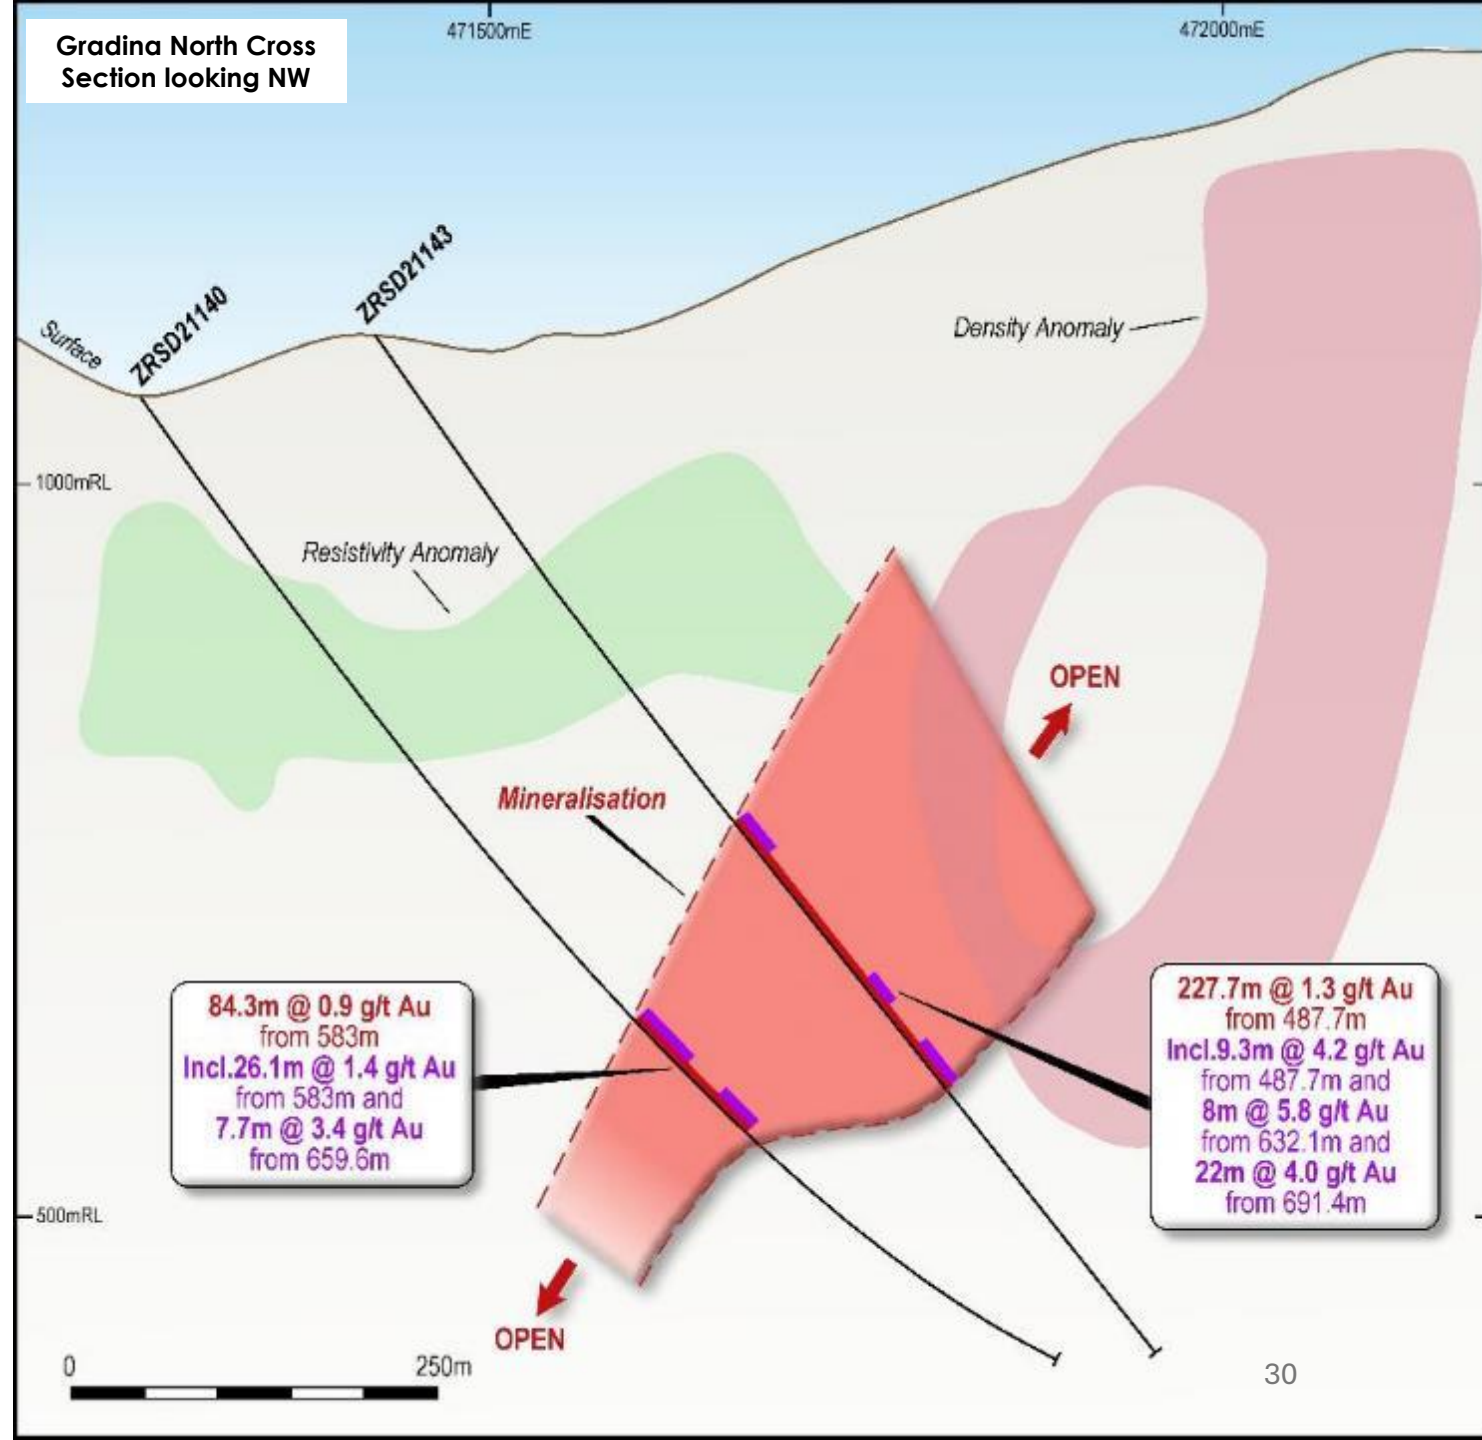 Gradina North Cross
Section looking NW
471500mE
472000mE
Surface
ZRSD21140
ZRSD21143
Density Anomaly
1000mRL
Resistivity Anomaly
OPEN
Mineralisation
84.3m @ 0.9 g/t Au
from 583m
Incl.26.1m @ 1.4 g/t Au
from 583m and
7.7m @ 3.4 g/t Au
from 659.6m
227.7m @ 1.3 g/t Au
from 487.7m
Incl.9.3m @ 4.2 g/t Au
from 487.7m and
8m @ 5.8 g/t Au
from 632.1m and
22m @ 4.0 g/t Au
from 691.4m
500mRL
OPEN
0
250m
30